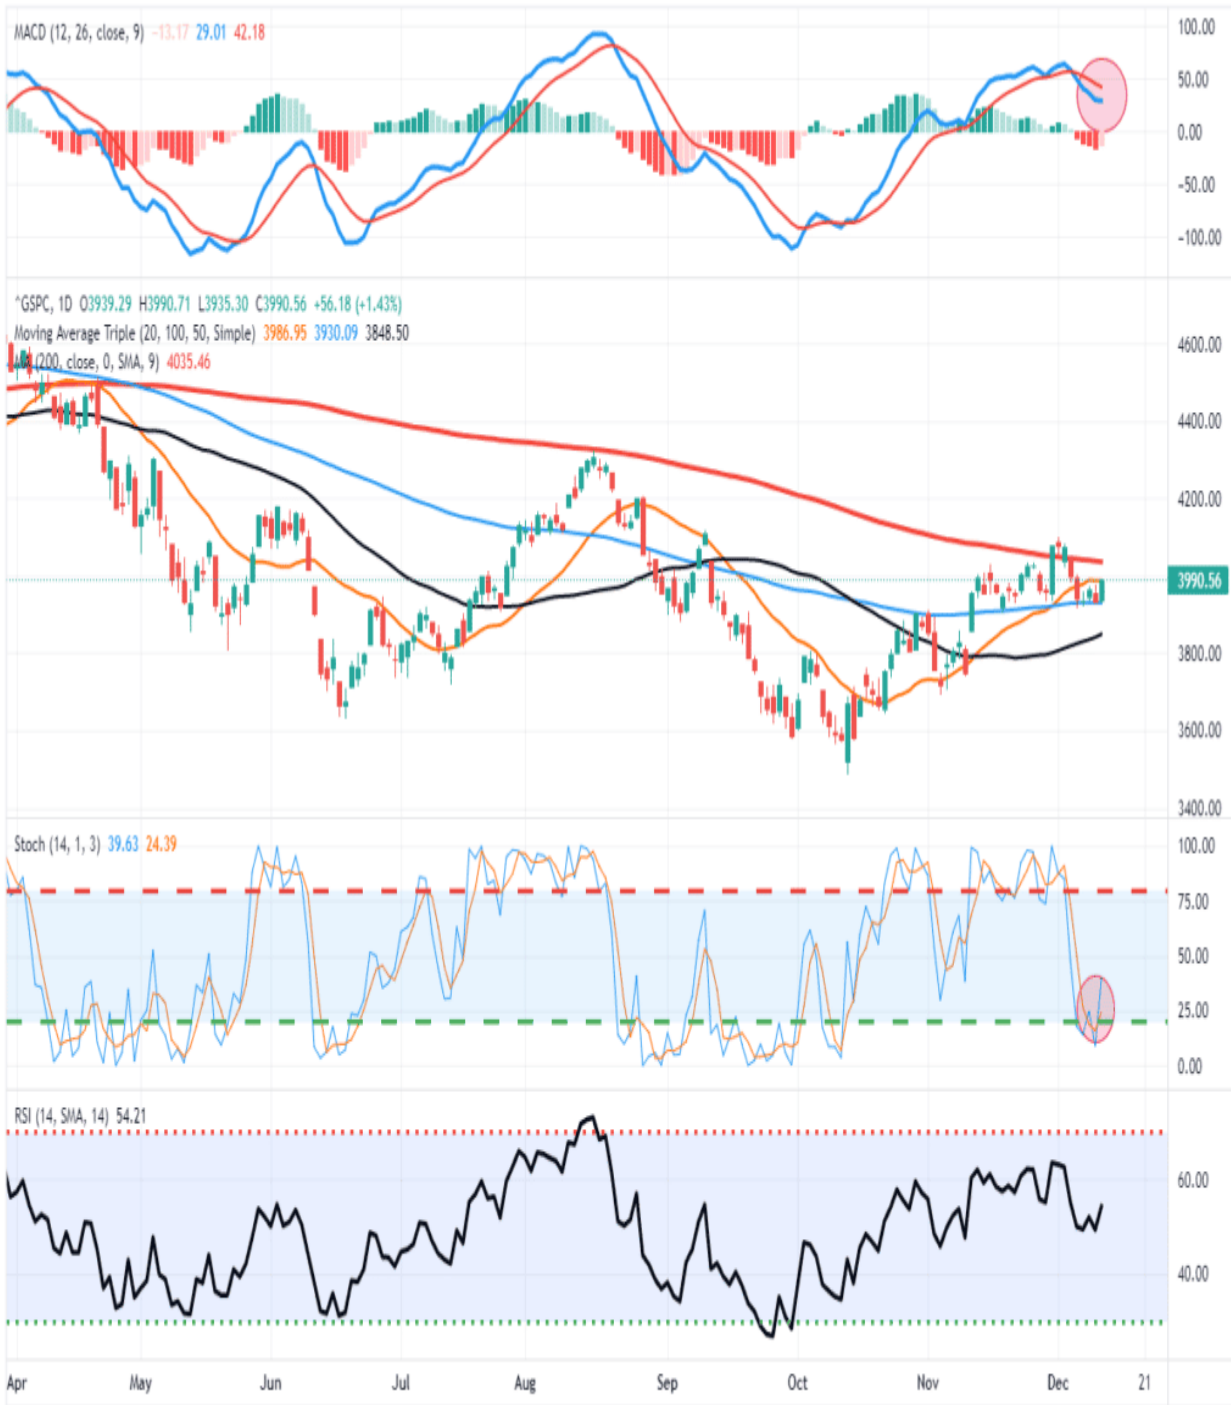 MACD (12, 26, close, 9) −13.17 29.01 42.18
100.00
50.00
0.00
−50.00
−100.00
^GSPC, 1D O3939.29 H3990.71 L3935.30 C3990.56 +56.18 (+1.43%)
Moving Average Triple (20, 100, 50, Simple) 3986.95 3930.09 3848.50
MA (200, close, 0, SMA, 9) 4035.46
4600.00
4400.00
4200.00
3990.56
3800.00
3600.00
3400.00
Stoch (14, 1, 3) 39.63 24.39
100.00
75.00
50.00
25.00
0.00
RSI (14, SMA, 14) 54.21
60.00
40.00
Apr May Jun Jul Aug Sep Oct Nov Dec 21